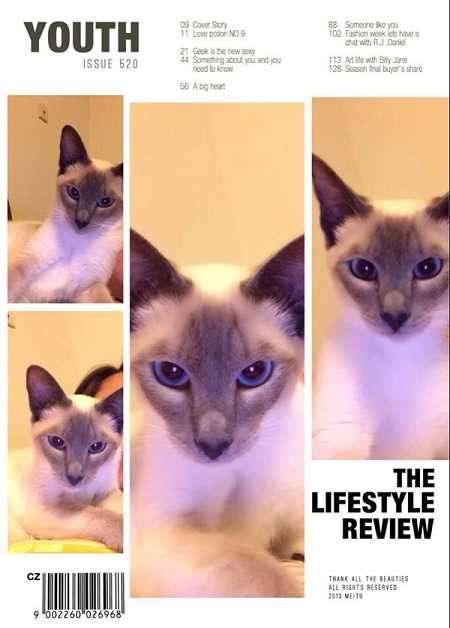 YOUTH
ISSUE 520
09 Cover Story
11 Love potion NO.9
21 Geek is the new sexy
44 Something about you and you
need to know
56 A big heart
68 Someone like you
102 Fashion week lets have a
chat with R.J ,Daniel
113 Art life with Billy Jane
128 Season final buyer's share
THE
LIFESTYLE
REVIEW
THANK ALL THE BEAUTIES
ALL RIGHTS RESERVED
2013 MEITU
CZ
9 002260 026968